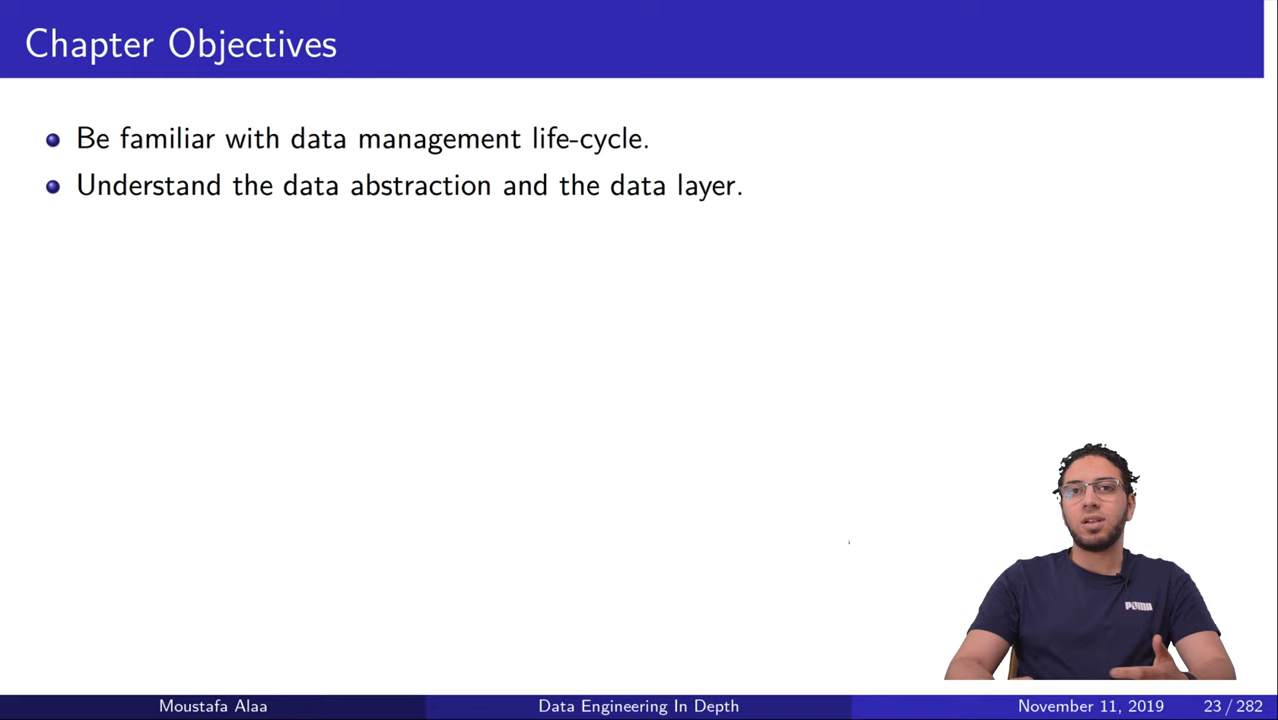 Chapter Objectives
Be familiar with data management life-cycle.
Understand the data abstraction and the data layer.
PUMA
Moustafa Alaa
Data Engineering In Depth
November 11, 2019
23 / 282